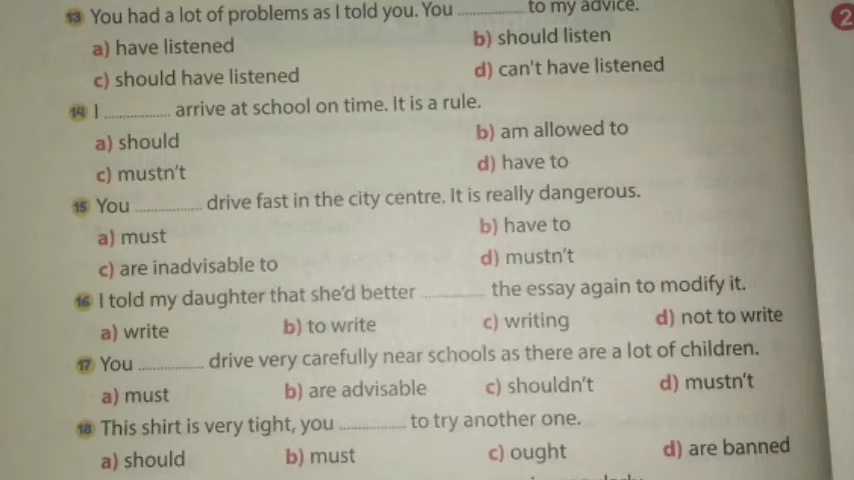 13 You had a lot of problems as I told you. You ............... to my advice.
a) have listened b) should listen
c) should have listened d) can't have listened
14 I ............... arrive at school on time. It is a rule.
a) should b) am allowed to
c) mustn't d) have to
15 You ............... drive fast in the city centre. It is really dangerous.
a) must b) have to
c) are inadvisable to d) mustn't
16 I told my daughter that she'd better ............... the essay again to modify it.
a) write b) to write c) writing d) not to write
17 You ............... drive very carefully near schools as there are a lot of children.
a) must b) are advisable c) shouldn't d) mustn't
18 This shirt is very tight, you ............... to try another one.
a) should b) must c) ought d) are banned
2